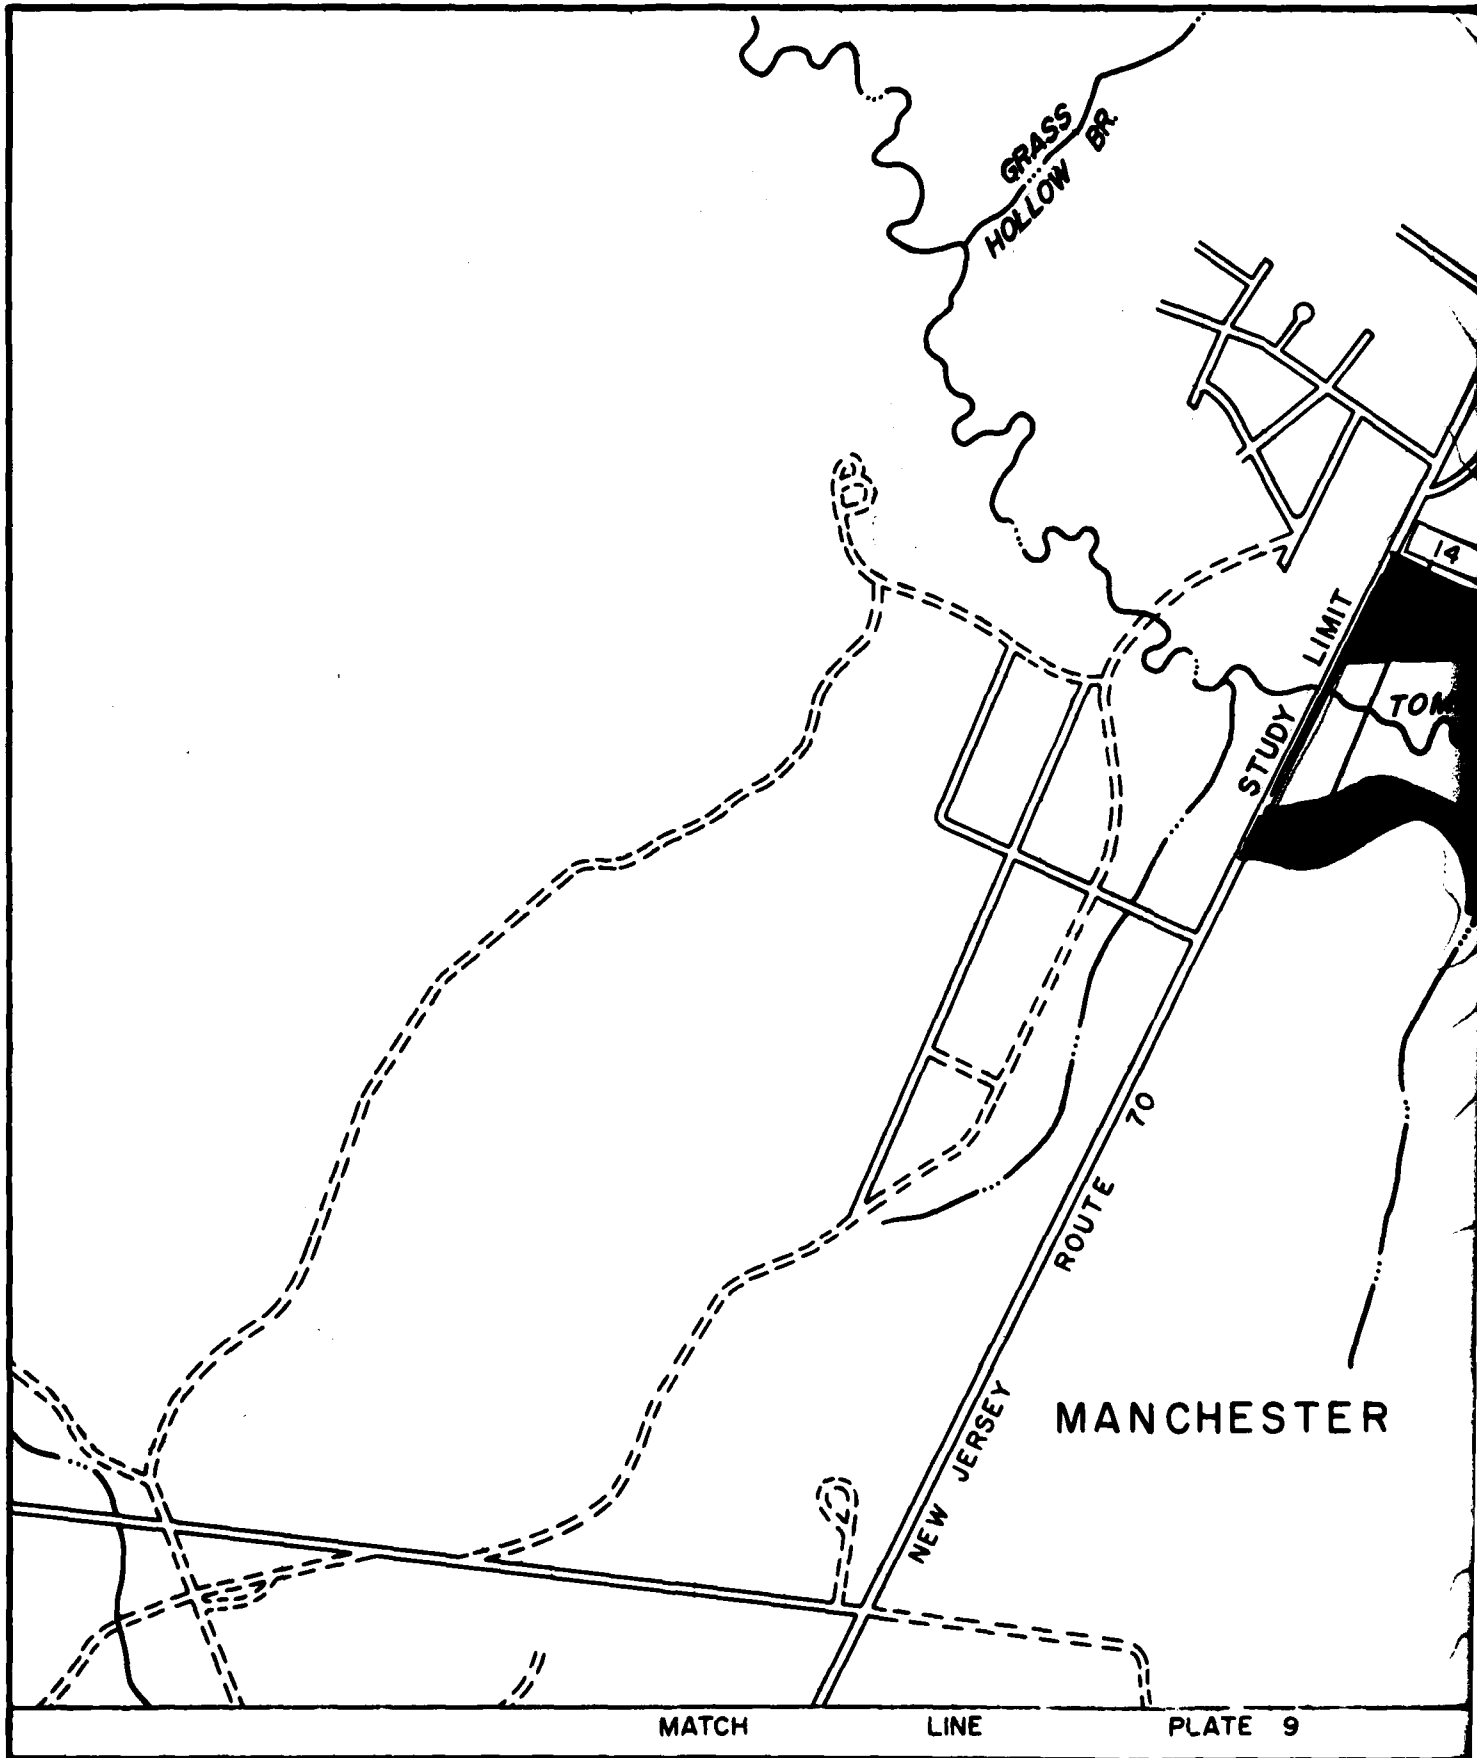 GRASS
HOLLOW BR.
14
STUDY LIMIT
TOM
NEW JERSEY ROUTE 70
MANCHESTER
MATCH LINE PLATE 9